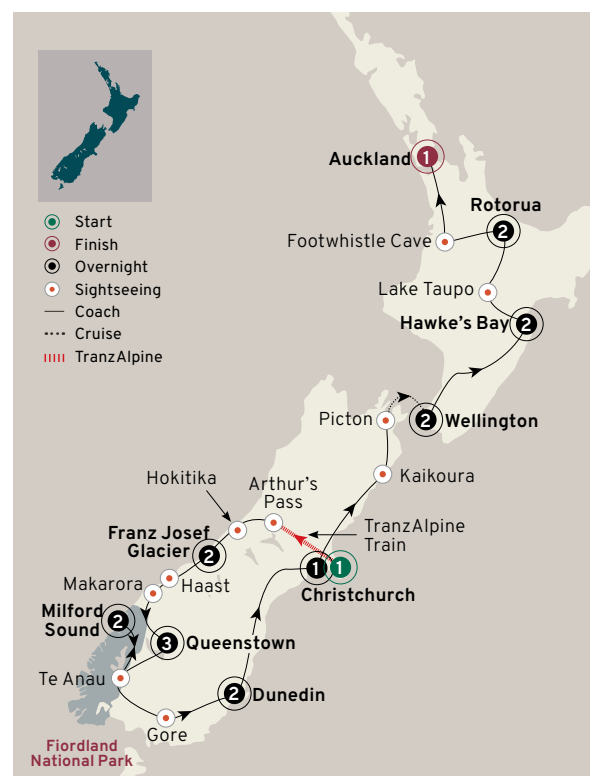 Auckland
1
Rotorua
2
Footwhistle Cave
Lake Taupo
Hawke's Bay
2
Start
Finish
Overnight
Sightseeing
Coach
Cruise
TranzAlpine
Picton
2
Wellington
Kaikoura
Hokitika
Arthur's
Pass
TranzAlpine
Train
Franz Josef
Glacier
2
1
1
Christchurch
Haast
Makarora
Milford
Sound
2
3
Queenstown
Te Anau
2
Dunedin
Gore
Fiordland
National Park